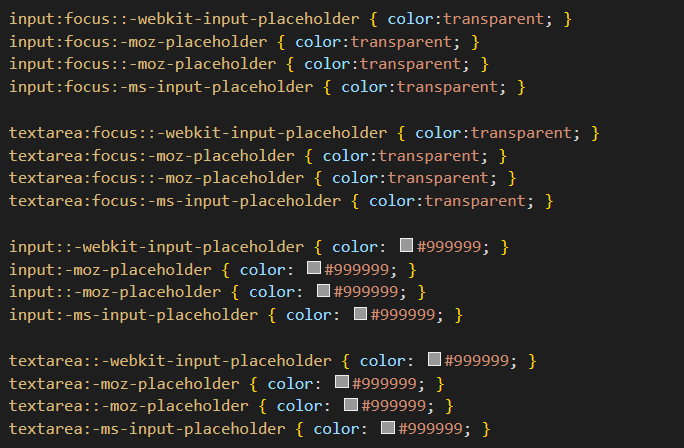 input:focus::-webkit-input-placeholder { color:transparent; }
input:focus:-moz-placeholder { color:transparent; }
input:focus::-moz-placeholder { color:transparent; }
input:focus:-ms-input-placeholder { color:transparent; }

textarea:focus::-webkit-input-placeholder { color:transparent; }
textarea:focus:-moz-placeholder { color:transparent; }
textarea:focus::-moz-placeholder { color:transparent; }
textarea:focus:-ms-input-placeholder { color:transparent; }

input::-webkit-input-placeholder { color: #999999; }
input:-moz-placeholder { color: #999999; }
input::-moz-placeholder { color: #999999; }
input:-ms-input-placeholder { color: #999999; }

textarea::-webkit-input-placeholder { color: #999999; }
textarea:-moz-placeholder { color: #999999; }
textarea::-moz-placeholder { color: #999999; }
textarea:-ms-input-placeholder { color: #999999; }